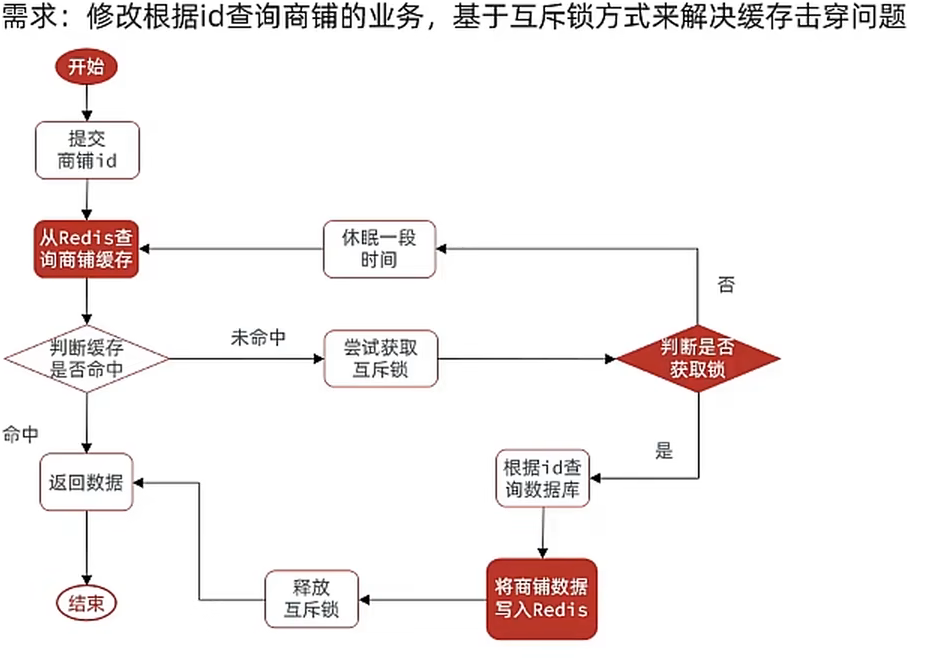 需求：修改根据id查询商铺的业务，基于互斥锁方式来解决缓存击穿问题
开始
提交
商铺id
从Redis查
询商铺缓存
休眠一段
时间
否
判断缓存
是否命中
未命中
尝试获取
互斥锁
判断是否
获取锁
命中
是
返回数据
根据id查
询数据库
结束
释放
互斥锁
将商铺数据
写入Redis